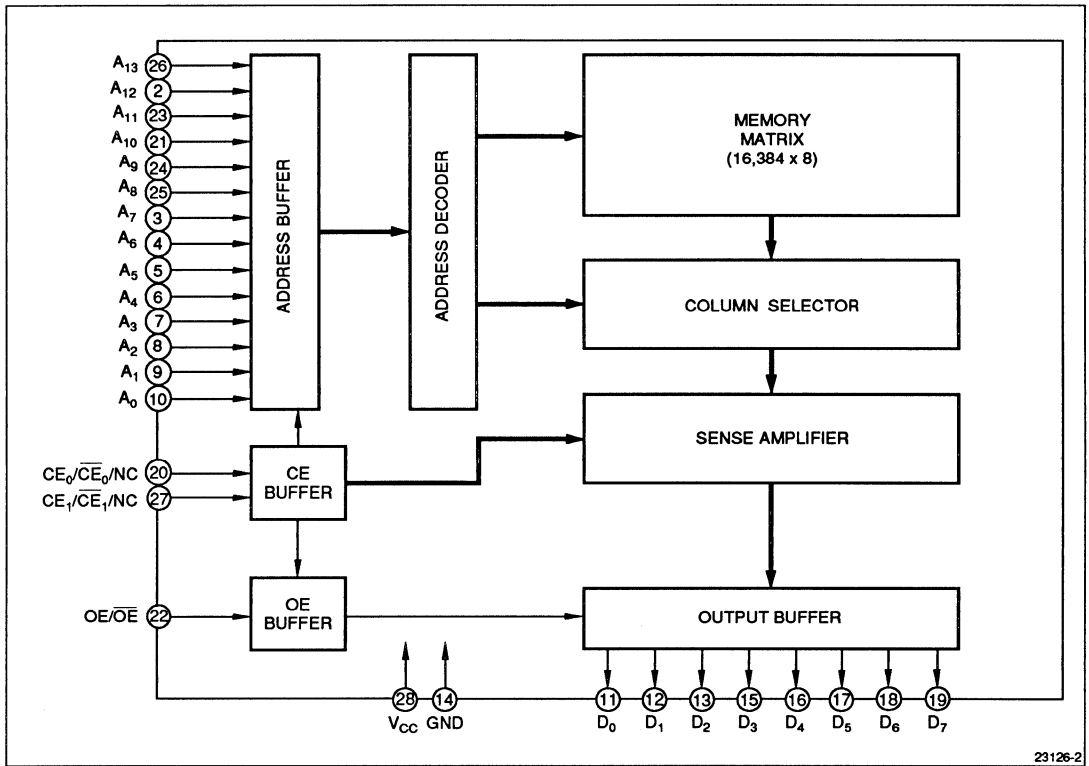 A13 26
A12 2
A11 23
A10 21
A9 24
A8 25
A7 3
A6 4
A5 5
A4 6
A3 7
A2 8
A1 9
A0 10
ADDRESS BUFFER
ADDRESS DECODER
MEMORY
MATRIX
(16,384 x 8)
COLUMN SELECTOR
SENSE AMPLIFIER
CE0/C̅E̅0/NC 20
CE1/C̅E̅1/NC 27
CE
BUFFER
OE/O̅E̅ 22
OE
BUFFER
OUTPUT BUFFER
28 14 11 12 13 15 16 17 18 19
VCC GND D0 D1 D2 D3 D4 D5 D6 D7
23126-2